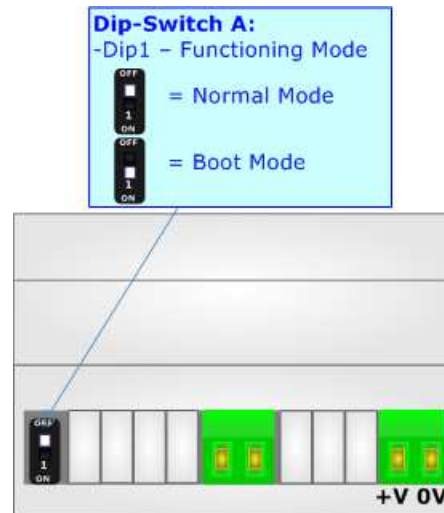 Dip-Switch A:
-Dip1 – Functioning Mode
OFF
= Normal Mode
1
ON
OFF
= Boot Mode
1
ON
OFF
1
ON
+V 0V